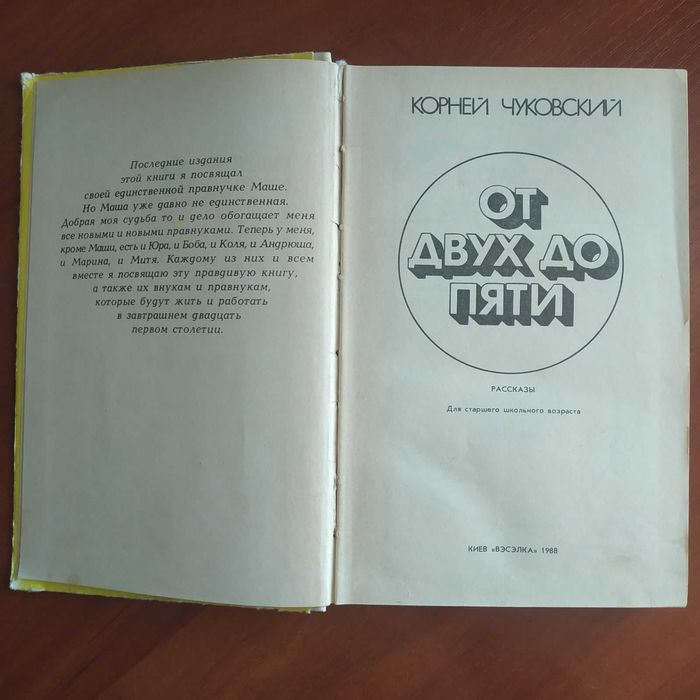 Последние издания
этой книги я посвящал
своей единственной правнучке Маше.
Но Маша уже давно не единственная.
Добрая моя судьба то и дело обогащает меня
все новыми и новыми правнуками. Теперь у меня,
кроме Маши, есть и Юра, и Боба, и Коля, и Андрюша,
и Марина, и Митя. Каждому из них и всем
вместе я посвящаю эту правдивую книгу,
а также их внукам и правнукам,
которые будут жить и работать
в завтрашнем двадцать
первом столетии.
КОРНЕЙ ЧУКОВСКИЙ
ОТ
ДВУХ ДО
ПЯТИ
РАССКАЗЫ
Для старшего школьного возраста
КИЕВ «ВЭСЭЛКА» 1988